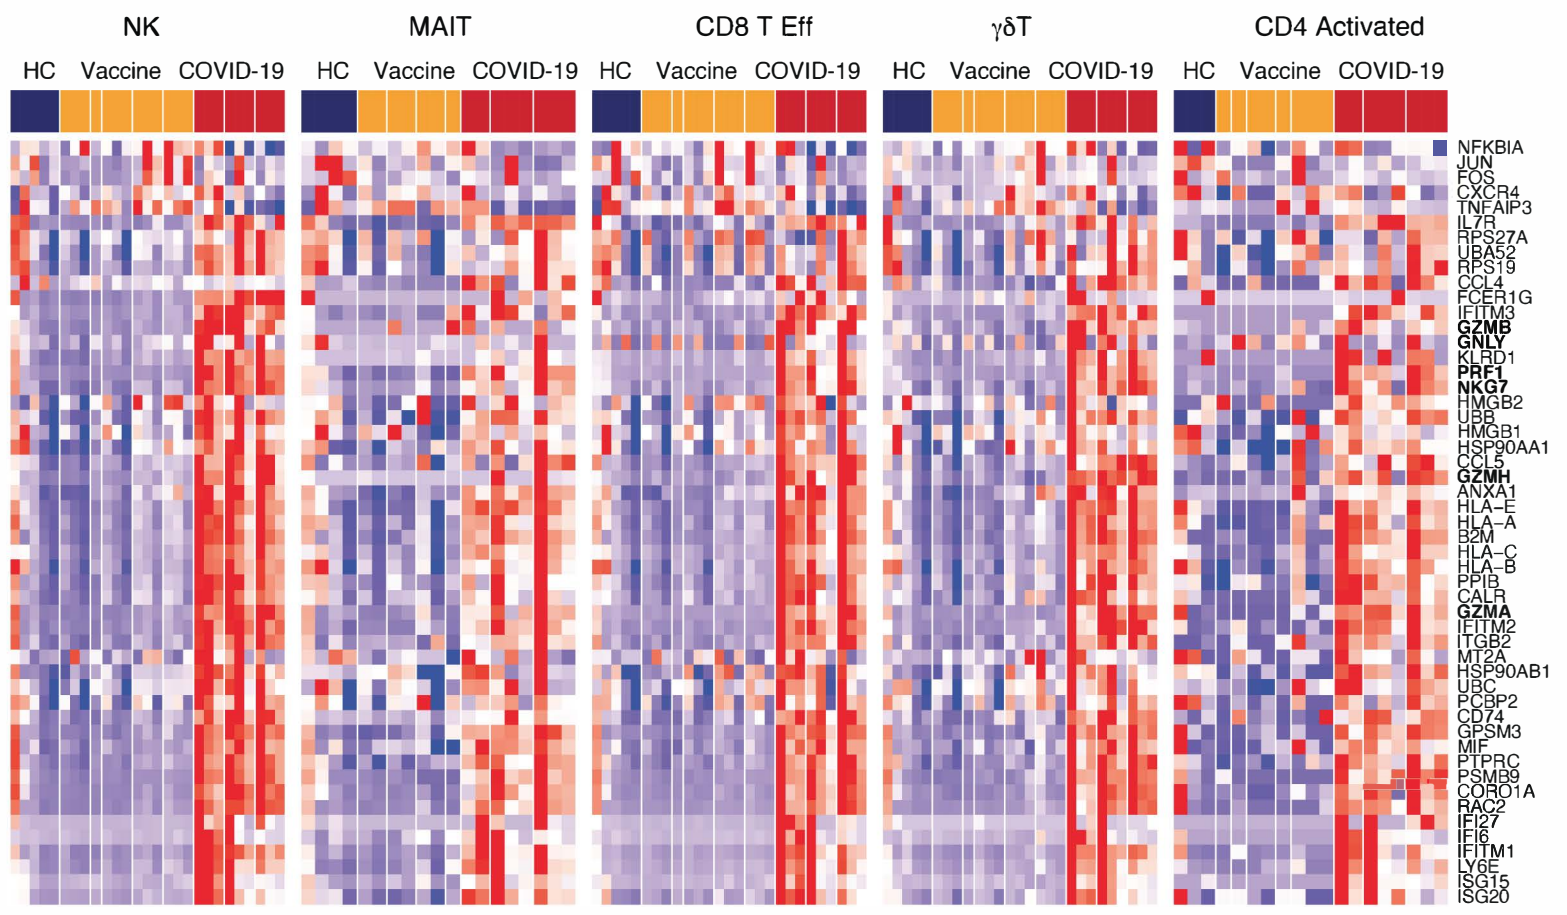 NK MAIT CD8 T Eff γδT CD4 Activated
HC Vaccine COVID-19 HC Vaccine COVID-19 HC Vaccine COVID-19 HC Vaccine COVID-19 HC Vaccine COVID-19
NFKBIA
JUN
FOS
CXCR4
TNFAIP3
IL7R
RPS27A
UBA52
RPS19
CCL4
FCER1G
IFITM3
GZMB
GNLY
KLRD1
PRF1
NKG7
HMGB2
UBB
HMGB1
HSP90AA1
CCL5
GZMH
ANXA1
HLA-E
HLA-A
B2M
HLA-C
HLA-B
PPIB
CALR
GZMA
IFITM2
ITGB2
MT2A
HSP90AB1
UBC
PCBP2
CD74
GPSM3
MIF
PTPRC
PSMB9
CORO1A
RAC2
IFI27
IFI6
IFITM1
LY6E
ISG15
ISG20